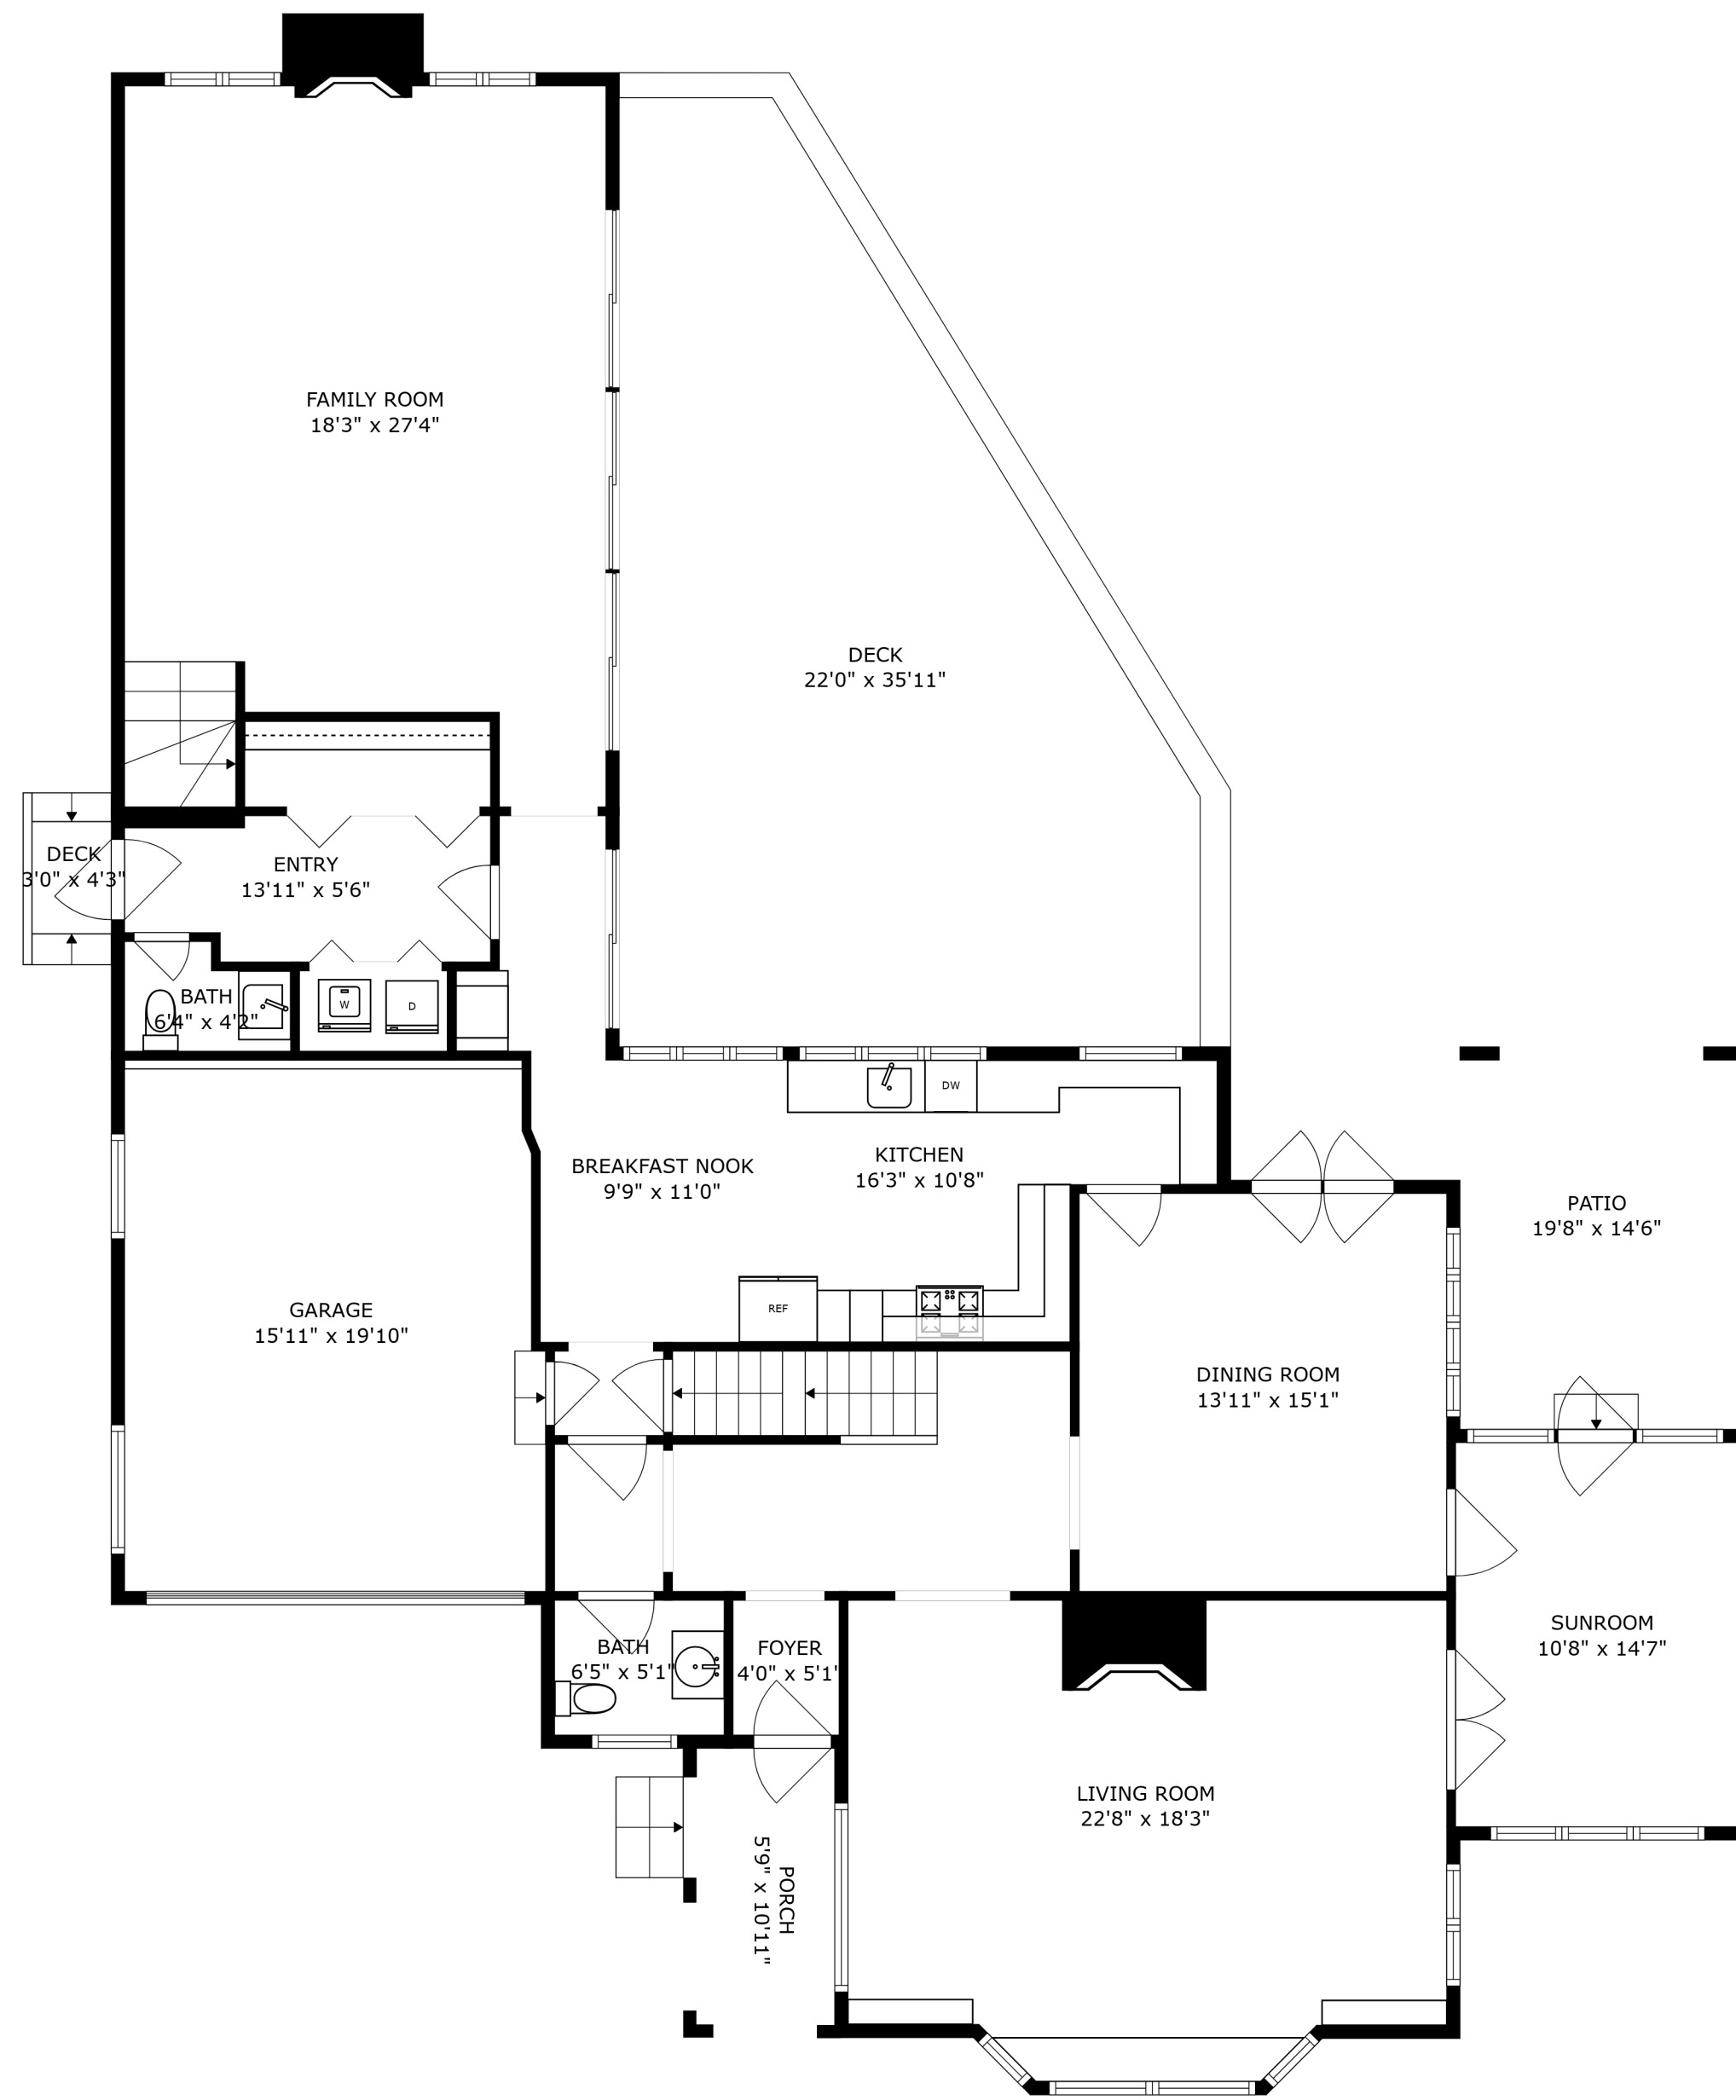 FAMILY ROOM
18'3" x 27'4"
DECK
22'0" x 35'11"
DECK
3'0" x 4'3"
ENTRY
13'11" x 5'6"
BATH
6'4" x 4'2"
W
D
DW
KITCHEN
16'3" x 10'8"
BREAKFAST NOOK
9'9" x 11'0"
PATIO
19'8" x 14'6"
REF
GARAGE
15'11" x 19'10"
DINING ROOM
13'11" x 15'1"
SUNROOM
10'8" x 14'7"
BATH
6'5" x 5'1"
FOYER
4'0" x 5'1"
LIVING ROOM
22'8" x 18'3"
PORCH
5'9" x 10'11"